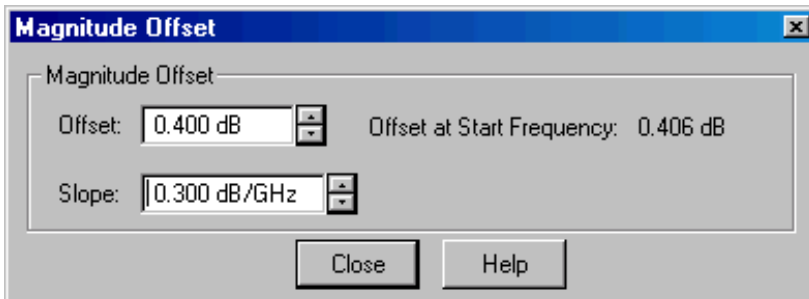 Magnitude Offset
Magnitude Offset
Offset: 0.400 dB Offset at Start Frequency: 0.406 dB
Slope: 0.300 dB/GHz
Close Help